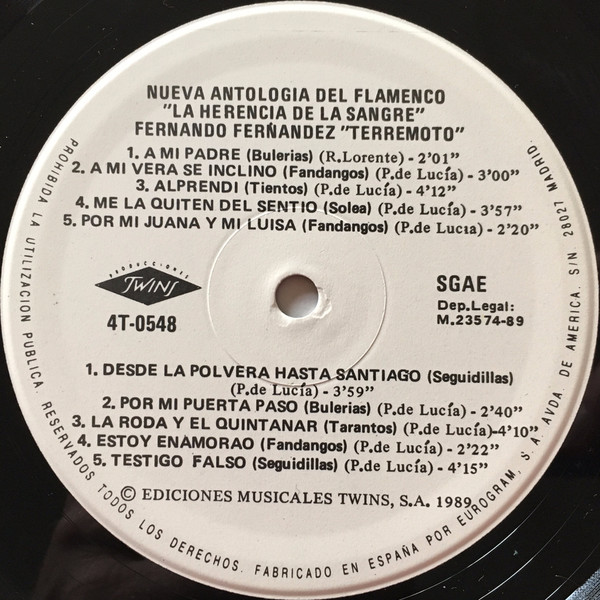 NUEVA ANTOLOGIA DEL FLAMENCO
"LA HERENCIA DE LA SANGRE"
FERNANDO FERŃANDEZ "TERREMOTO"
1. A MI PADRE (Bulerias) (R.Lorente) - 2'01"
2. A MI VERA SE INCLINO (Fandangos) (P.de Lucía) - 3'00"
3. ALPRENDI (Tientos) (P.de Lucía) - 4'12"
4. ME LA QUITEN DEL SENTIO (Solea) (P.de Lucía) - 3'57"
5. POR MI JUANA Y MI LUISA (Fandangos) (P.de Lucıa) - 2'20"
PRODUCCIONES
TWINS
4T-0548
SGAE
Dep.Legal:
M.23574-89
1. DESDE LA POLVERA HASTA SANTIAGO (Seguidillas)
(P.de Lucía) - 3'59"
2. POR MI PUERTA PASO (Bulerias) (P.de Lucía) - 2'40"
3. LA RODA Y EL QUINTANAR (Tarantos) (P.de Lucía)-4'10"
4. ESTOY ENAMORAO (Fandangos) (P.de Lucía) - 2'22"
5. TESTIGO FALSO (Seguidillas) (P.de Lucía) - 4'15"
© EDICIONES MUSICALES TWINS, S.A. 1989
PROHIBIDA LA UTILIZACION PUBLICA. RESERVADOS TODOS LOS DERECHOS. FABRICADO EN ESPAÑA POR EUROGRAM, S.A. AVDA. DE AMERICA, S/N. 28027 MADRID.